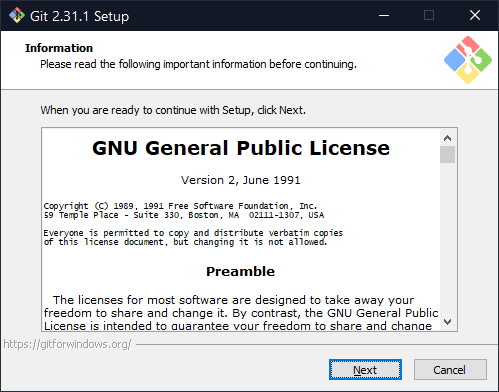 Git 2.31.1 Setup
Information
Please read the following important information before continuing.
When you are ready to continue with Setup, click Next.
GNU General Public License
Version 2, June 1991
Copyright (C) 1989, 1991 Free Software Foundation, Inc.
59 Temple Place - Suite 330, Boston, MA  02111-1307, USA
Everyone is permitted to copy and distribute verbatim copies
of this license document, but changing it is not allowed.
Preamble
The licenses for most software are designed to take away your
freedom to share and change it. By contrast, the GNU General Public
License is intended to guarantee your freedom to share and change
https://gitforwindows.org/
Next
Cancel